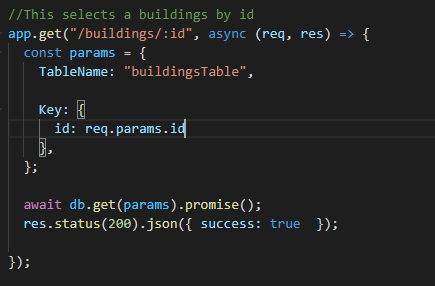 //This selects a buildings by id
app.get("/buildings/:id", async (req, res) => {
  const params = {
    TableName: "buildingsTable",
    Key: {
      id: req.params.id
    },
  };
  await db.get(params).promise();
  res.status(200).json({ success: true  });
});